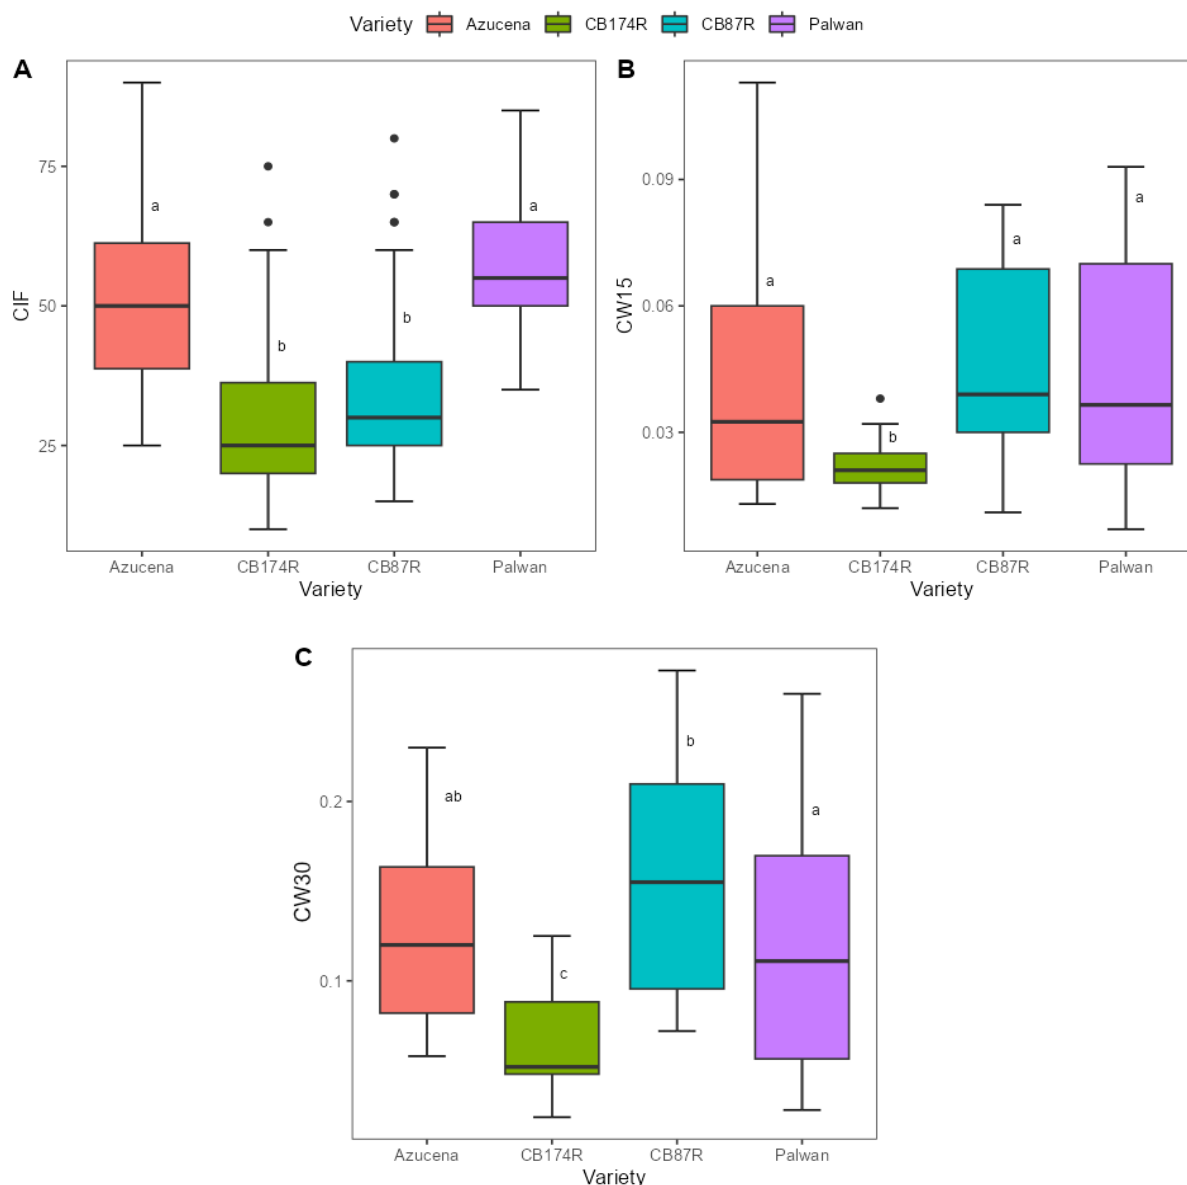 Variety Azucena CB174R CB87R Palwan
A
CIF
75
50
25
a
b
b
a
Azucena CB174R CB87R Palwan
Variety
B
CW15
0.09
0.06
0.03
a
b
a
a
Azucena CB174R CB87R Palwan
Variety
C
CW30
0.2
0.1
ab
c
b
a
Azucena CB174R CB87R Palwan
Variety